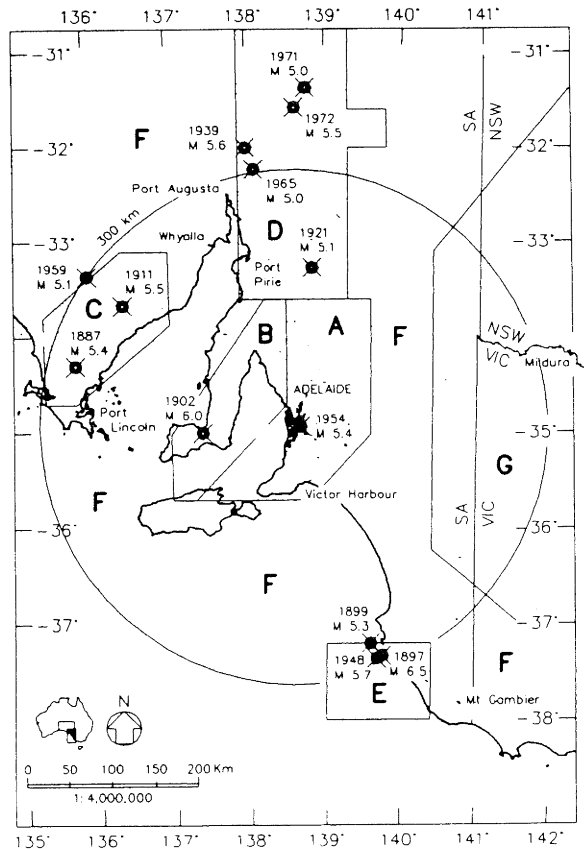 136° 137° 138° 139° 140° 141°
-31°
1971
M 5.0
1972
M 5.5
SA
NSW
1939
M 5.6
F
-32°
-32°
Port Augusta
1965
M 5.0
300 km
Whyalla
D
1921
M 5.1
-33°
-33°
Port
Pirie
1959
M 5.1
1911
M 5.5
C
B
A
F
NSW
VIC
Mildura
1887
M 5.4
ADELAIDE
1902
M 6.0
1954
M 5.4
Port
Lincoln
-35°
G
Victor Harbour
F
-36°
-36°
SA
VIC
F
1899
M 5.3
-37°
-37°
1948
M 5.7
1897
M 6.5
F
E
Mt Gambier
-38°
N
0 50 100 150 200 Km
1: 4,000,000
135° 136° 137° 138° 139° 140° 141° 142°